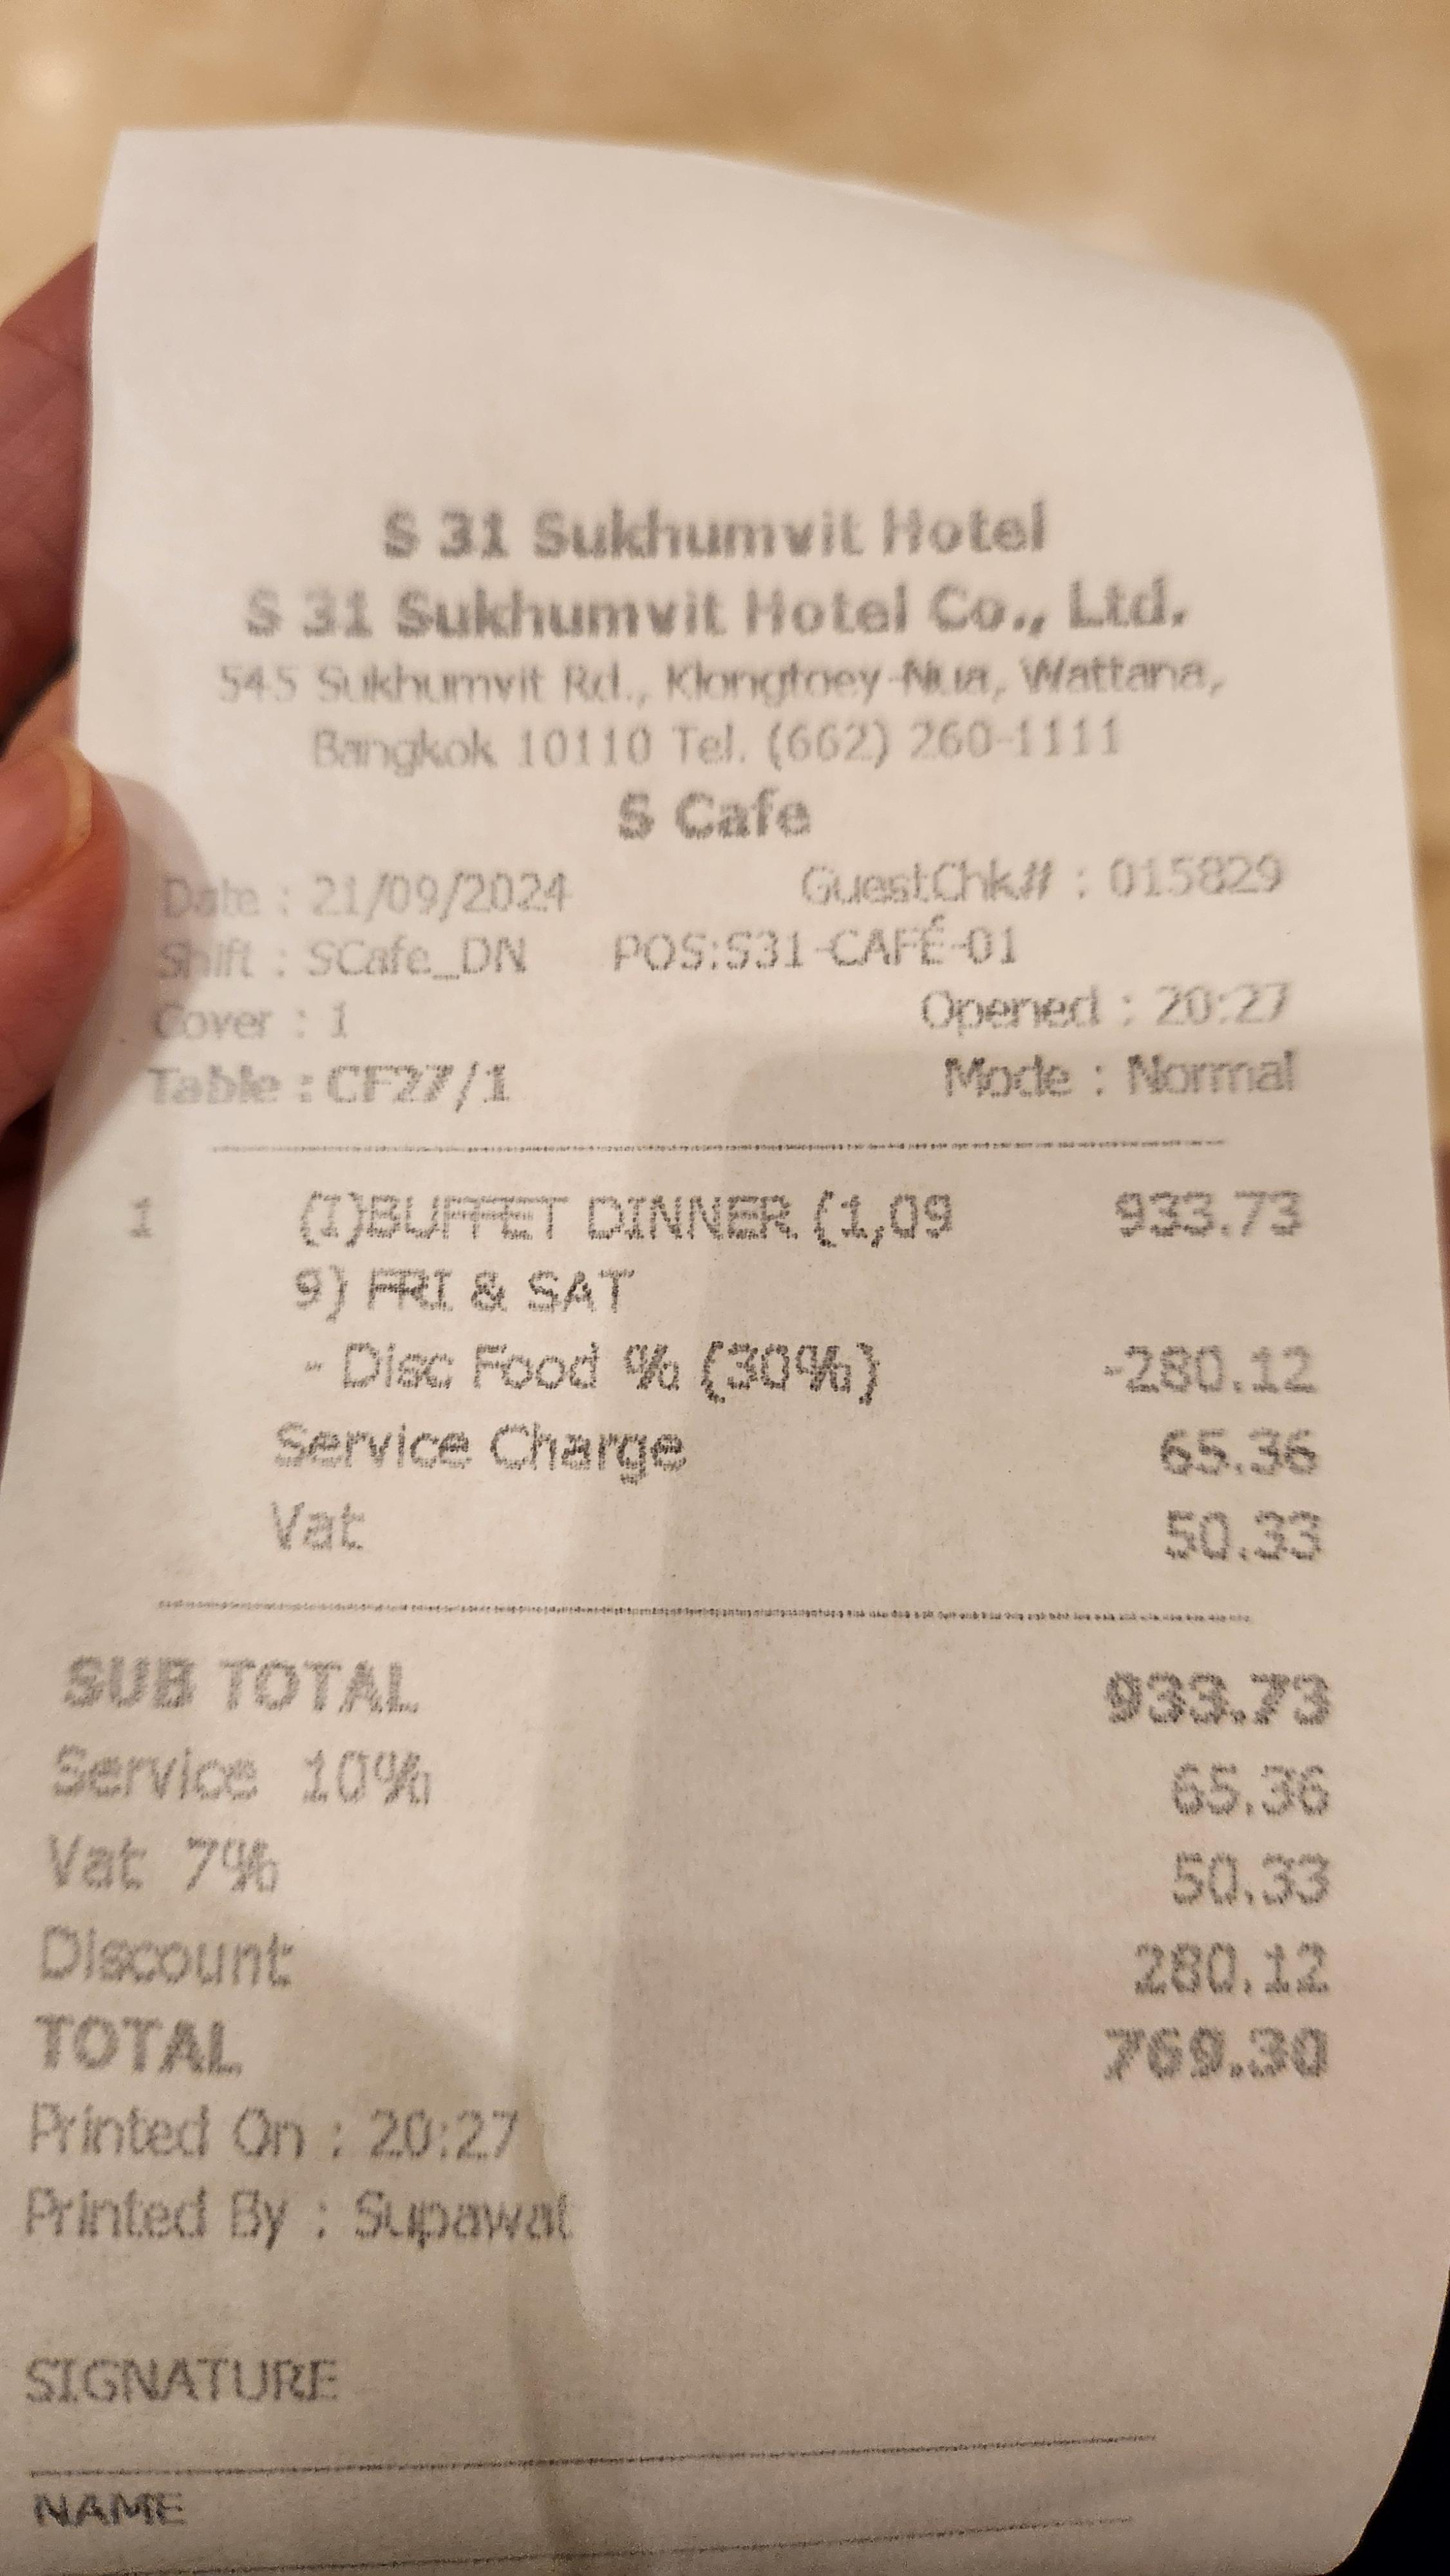 S 31 Sukhumvit Hotel
S 31 Sukhumvit Hotel Co., Ltd.
545 Sukhumvit Rd., Klongtoey-Nua, Wattana,
Bangkok 10110 Tel. (662) 260-1111
S Cafe
Date : 21/09/2024 GuestChk# : 015829
Shift : SCafe_DN POS:S31-CAFÉ-01
Cover : 1 Opened : 20:27
Table : CF27/1 Mode : Normal
1 (I)BUFFET DINNER (1,09 933.73
9) FRI & SAT
- Disc Food % (30%) -280.12
Service Charge 65.36
Vat 50.33
SUB TOTAL 933.73
Service 10% 65.36
Vat 7% 50.33
Discount 280.12
TOTAL 769.30
Printed On : 20:27
Printed By : Supawat
SIGNATURE
NAME